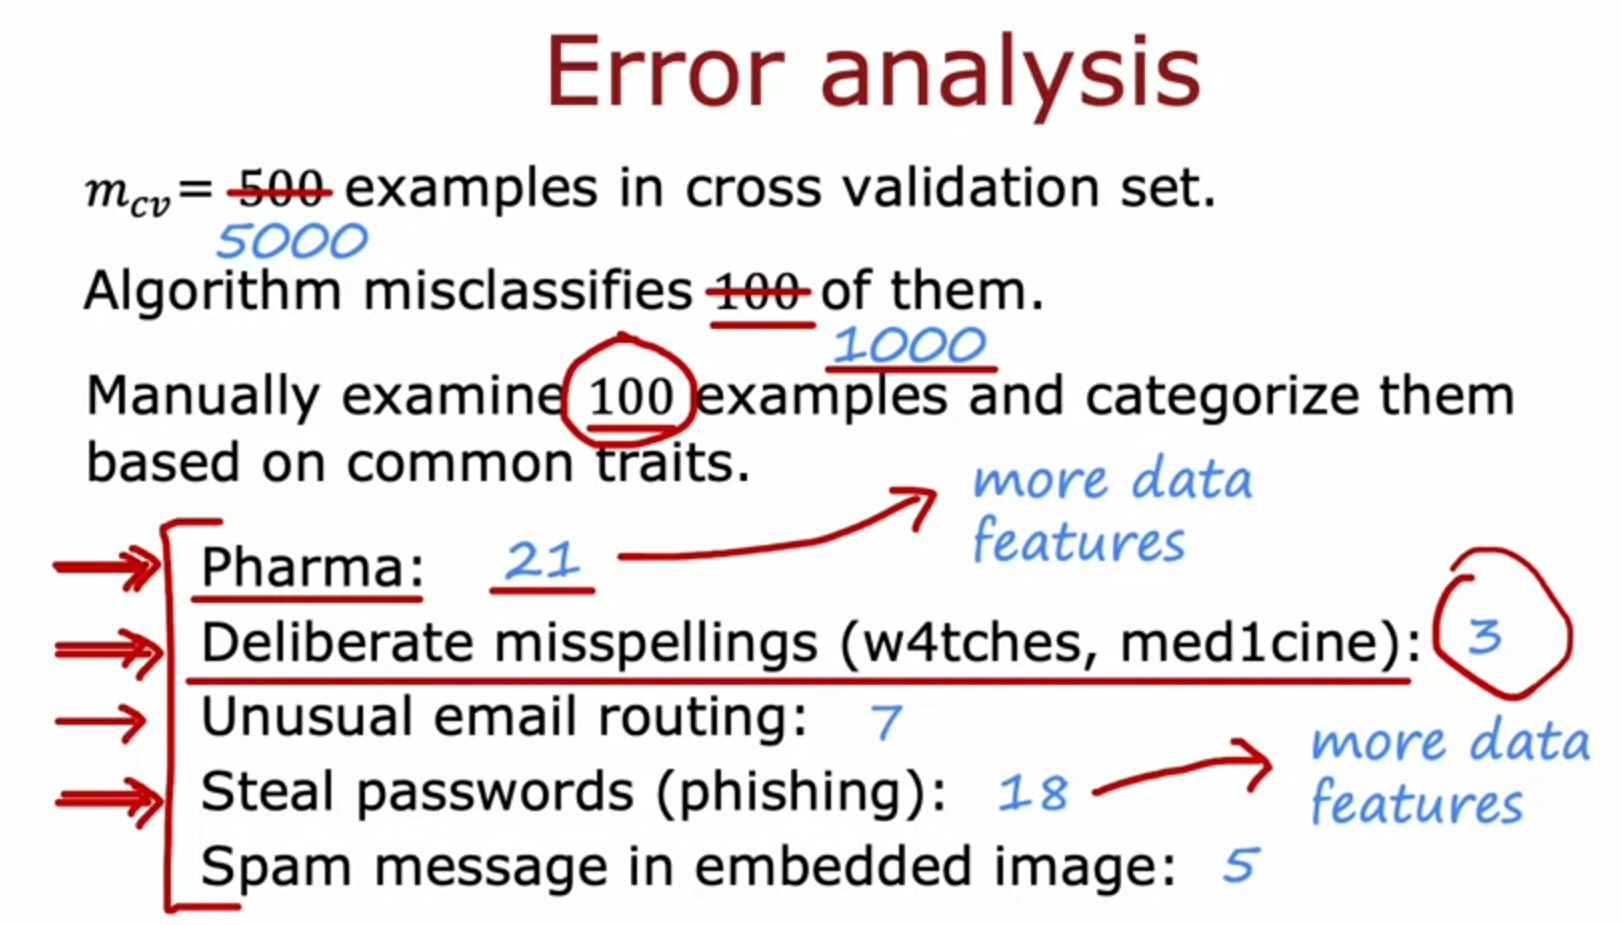 Error analysis
m_cv = 500 examples in cross validation set.
5000
Algorithm misclassifies 100 of them.
1000
Manually examine 100 examples and categorize them
based on common traits.
more data
features
Pharma: 21
Deliberate misspellings (w4tches, med1cine): 3
Unusual email routing: 7
more data
features
Steal passwords (phishing): 18
Spam message in embedded image: 5